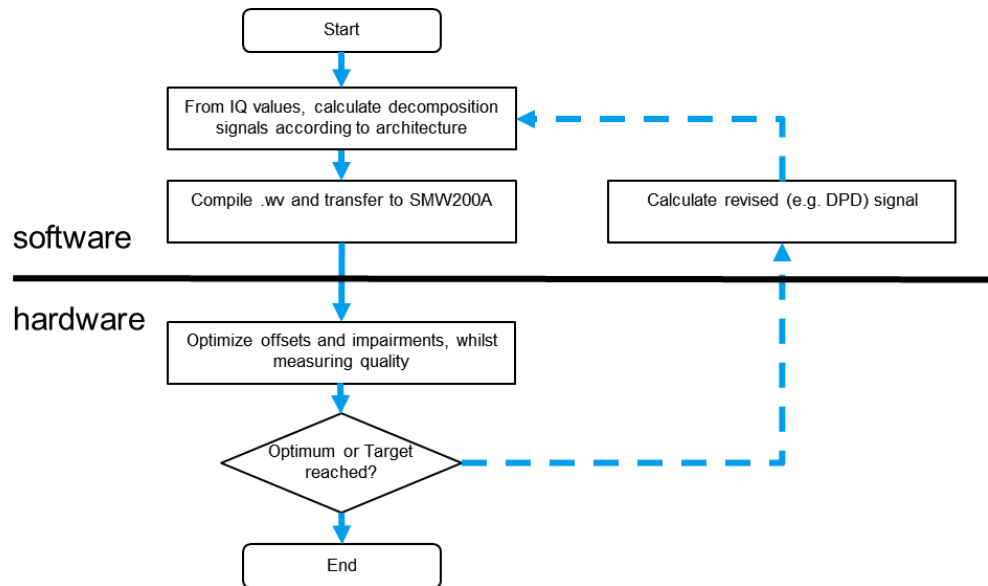 Start
From IQ values, calculate decomposition
signals according to architecture
Compile .wv and transfer to SMW200A
Calculate revised (e.g. DPD) signal
software
hardware
Optimize offsets and impairments, whilst
measuring quality
Optimum or Target
reached?
End